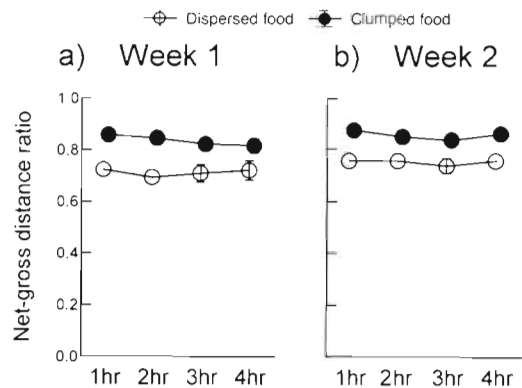 Dispersed food Clumped food
a) Week 1
b) Week 2
Net-gross distance ratio
1.0
0.8
0.6
0.4
0.2
0.0
1hr 2hr 3hr 4hr
1hr 2hr 3hr 4hr